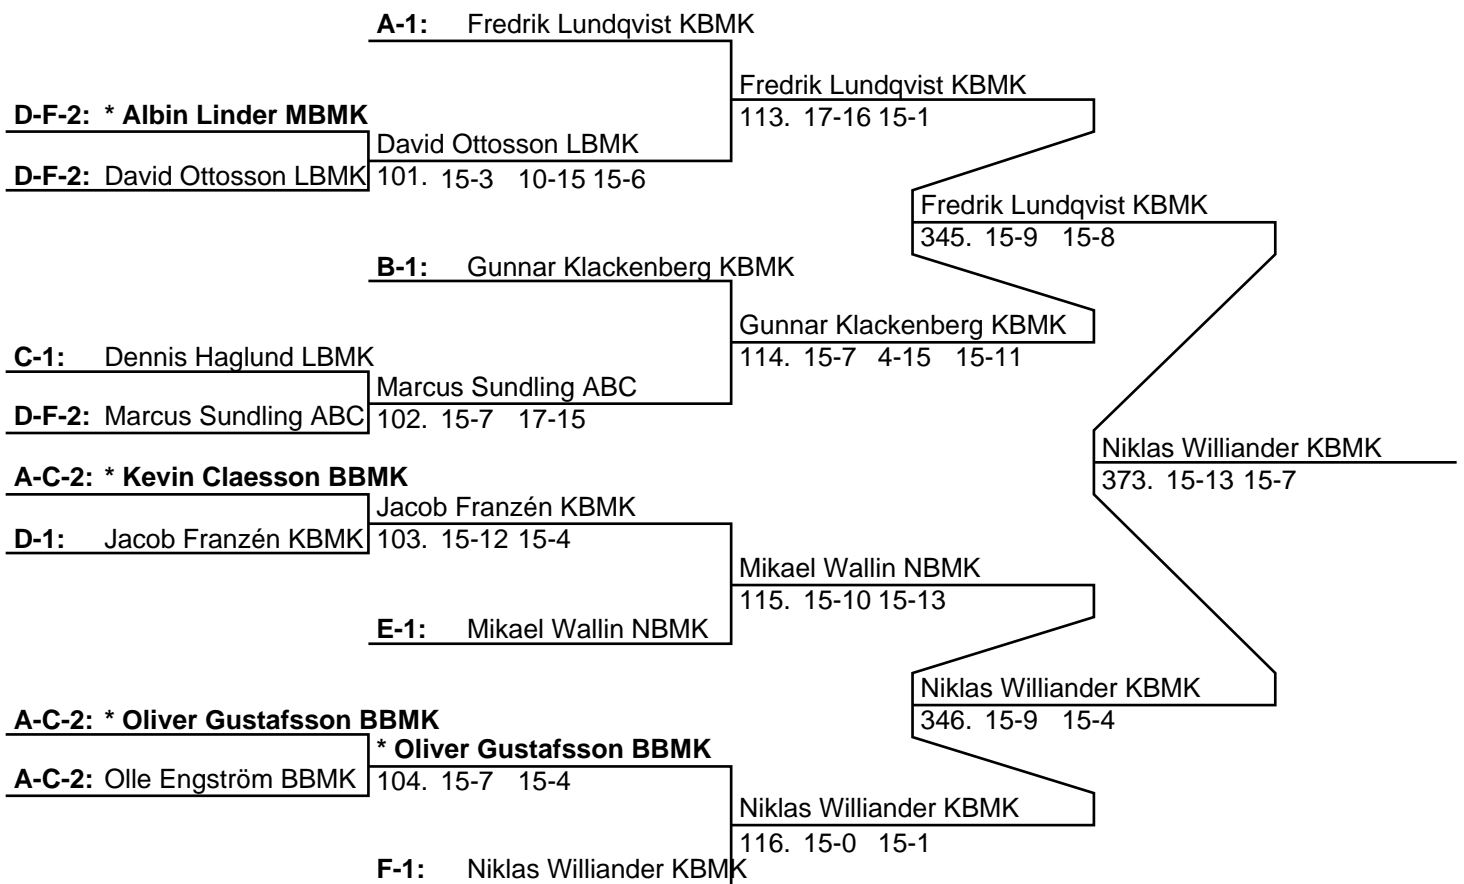 A-1: Fredrik Lundqvist KBMK
Fredrik Lundqvist KBMK
D-F-2: * Albin Linder MBMK
113. 17-16 15-1
David Ottosson LBMK
D-F-2: David Ottosson LBMK 101. 15-3 10-15 15-6
Fredrik Lundqvist KBMK
345. 15-9 15-8
B-1: Gunnar Klackenberg KBMK
Gunnar Klackenberg KBMK
C-1: Dennis Haglund LBMK
114. 15-7 4-15 15-11
Marcus Sundling ABC
D-F-2: Marcus Sundling ABC 102. 15-7 17-15
Niklas Williander KBMK
A-C-2: * Kevin Claesson BBMK
373. 15-13 15-7
Jacob Franzén KBMK
D-1: Jacob Franzén KBMK 103. 15-12 15-4
Mikael Wallin NBMK
115. 15-10 15-13
E-1: Mikael Wallin NBMK
Niklas Williander KBMK
A-C-2: * Oliver Gustafsson BBMK
346. 15-9 15-4
* Oliver Gustafsson BBMK
A-C-2: Olle Engström BBMK 104. 15-7 15-4
Niklas Williander KBMK
116. 15-0 15-1
F-1: Niklas Williander KBMK